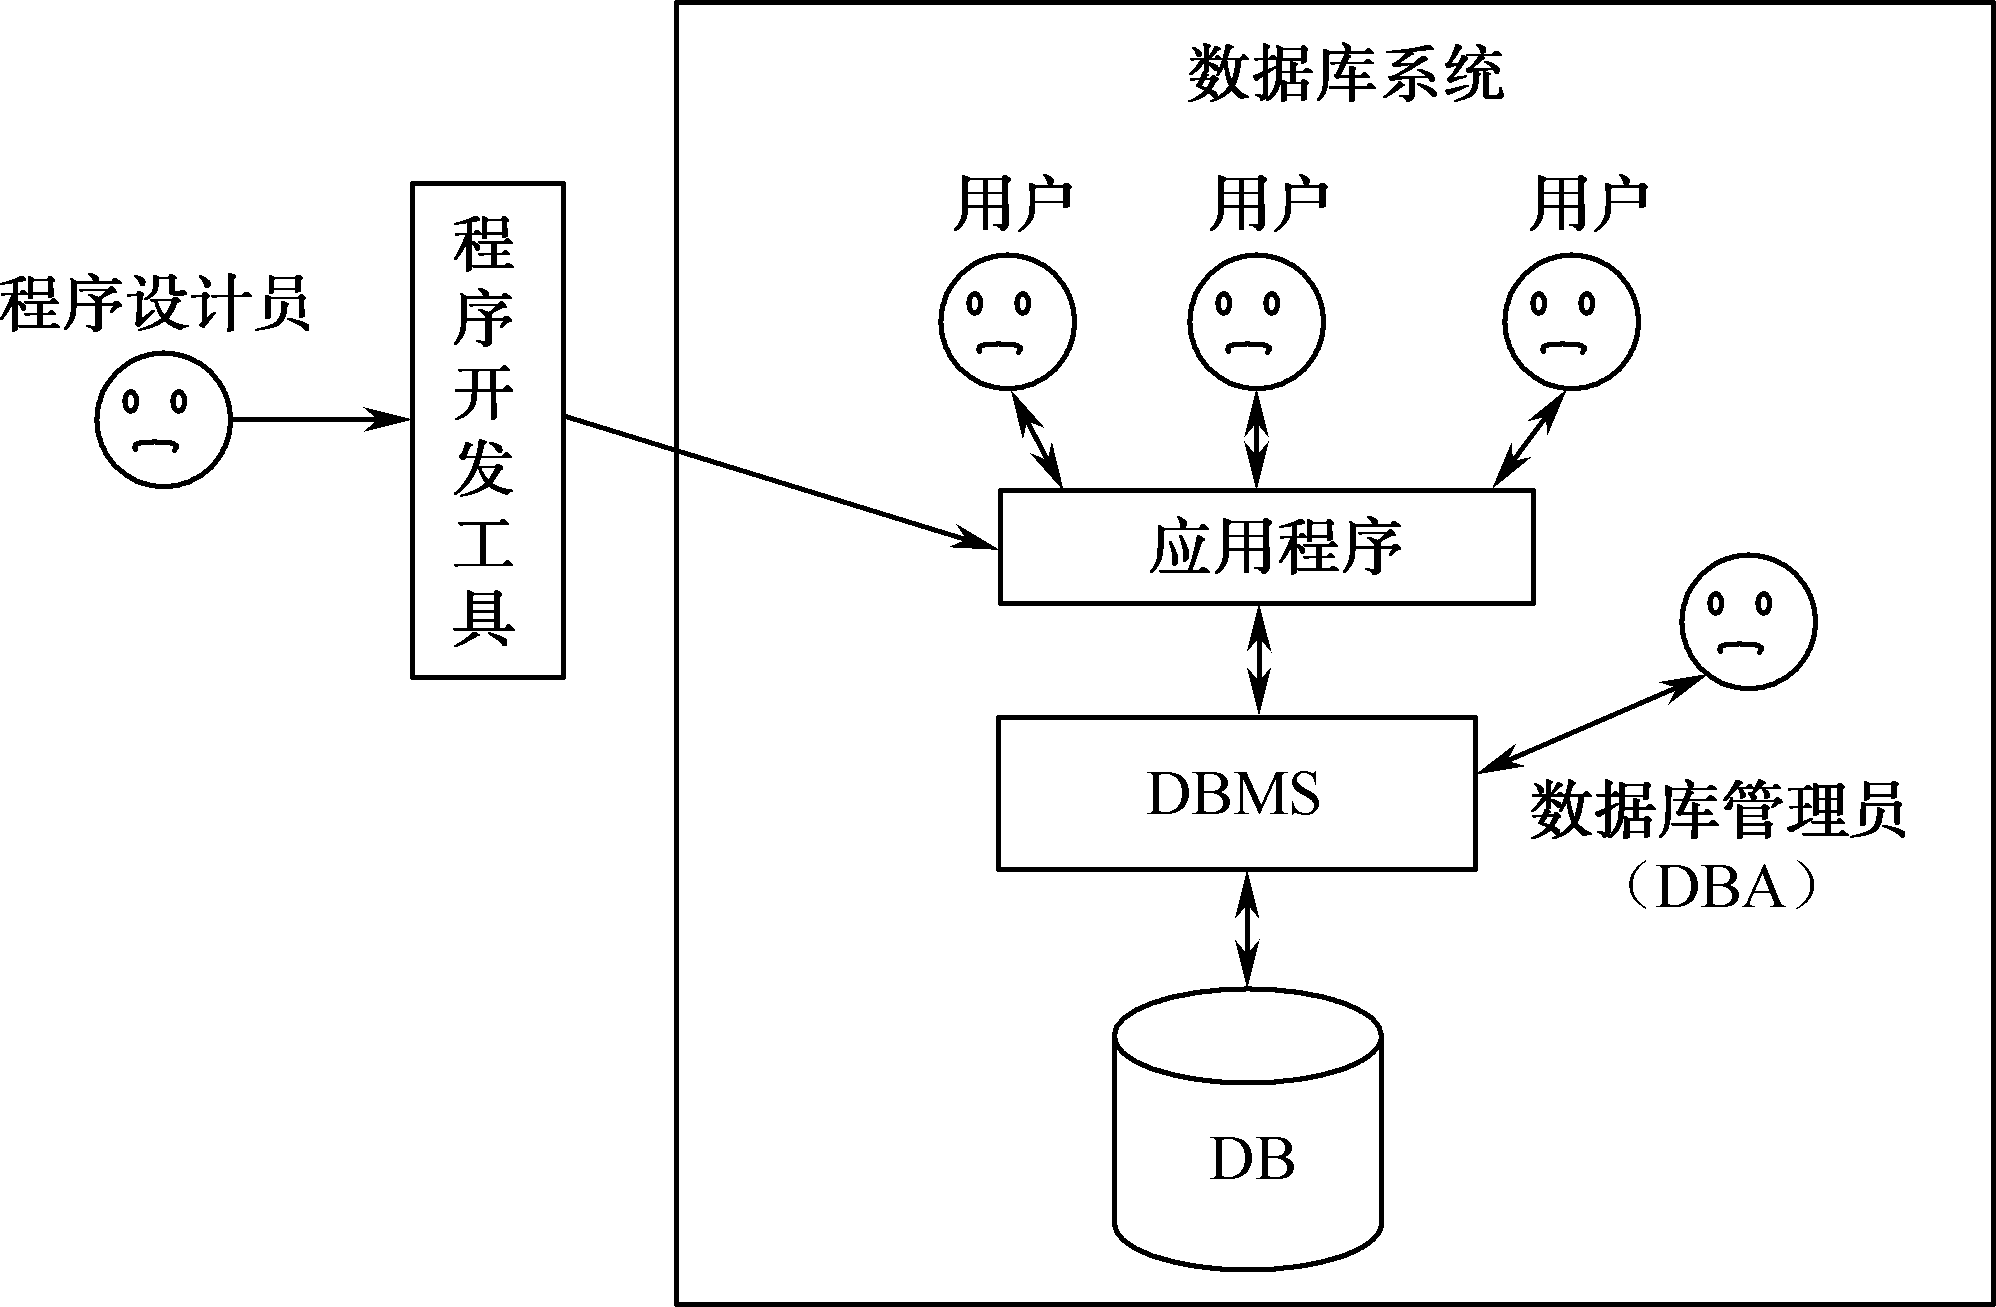 数据库系统
用户
用户
用户
程序设计员
程序开发工具
应用程序
DBMS
数据库管理员
（DBA）
DB